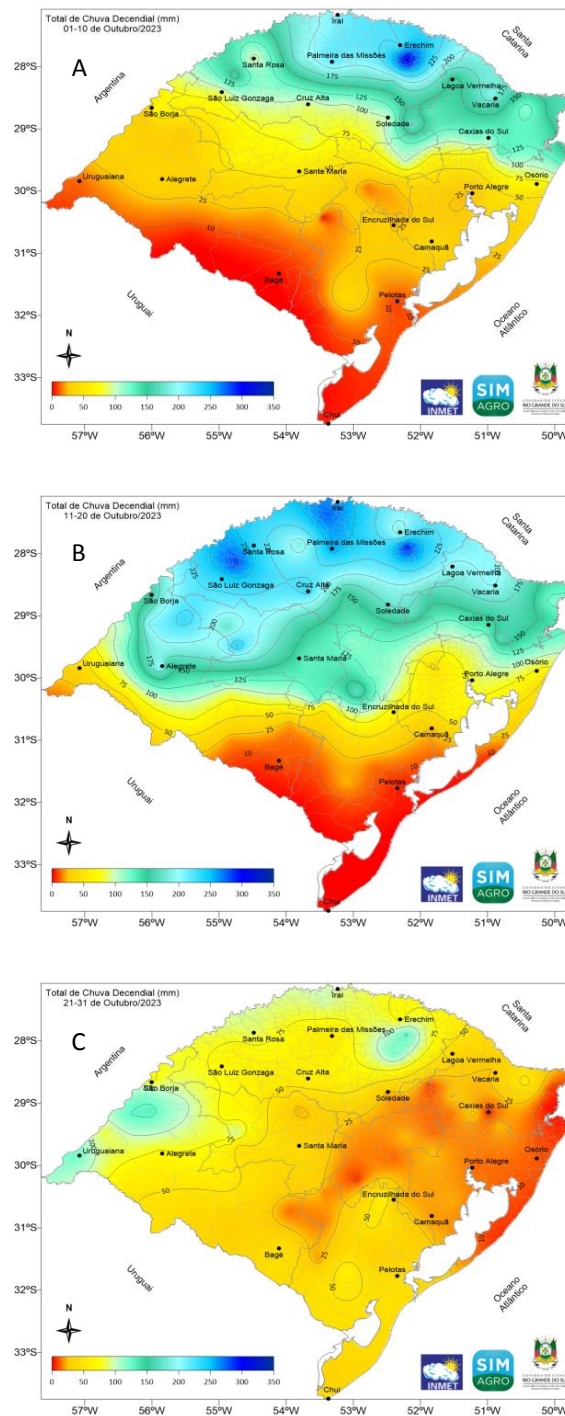 Total de Chuva Decendial (mm)
01-10 de Outubro/2023
A
Iraí
Erechim
Santa
Catarina
28ºS
Palmeira das Missões
Santa Rosa
Lagoa Vermelha
Vacaria
Argentina
São Luiz Gonzaga
Cruz Alta
Soledade
São Borja
29ºS
Caxias do Sul
Osório
Santa Maria
Uruguaiana
Alegrete
Porto Alegre
30ºS
Encruzilhada do Sul
Camaquã
31ºS
Bagé
Uruguai
Pelotas
Oceano
Atlântico
32ºS
N
33ºS
0 50 100 150 200 250 300 350
INMET
SIM
AGRO
RIO GRANDE DO SUL
Chuí
57ºW 56ºW 55ºW 54ºW 53ºW 52ºW 51ºW 50ºW
Total de Chuva Decendial (mm)
11-20 de Outubro/2023
B
Iraí
Erechim
Santa
Catarina
28ºS
Palmeira das Missões
Santa Rosa
Lagoa Vermelha
Vacaria
Argentina
São Luiz Gonzaga
Cruz Alta
Soledade
São Borja
29ºS
Caxias do Sul
Osório
Santa Maria
Uruguaiana
Alegrete
Porto Alegre
30ºS
Encruzilhada do Sul
Camaquã
31ºS
Bagé
Uruguai
Pelotas
Oceano
Atlântico
32ºS
N
33ºS
0 50 100 150 200 250 300 350
INMET
SIM
AGRO
RIO GRANDE DO SUL
Chuí
57ºW 56ºW 55ºW 54ºW 53ºW 52ºW 51ºW 50ºW
Total de Chuva Decendial (mm)
21-31 de Outubro/2023
C
Iraí
Erechim
Santa
Catarina
28ºS
Palmeira das Missões
Santa Rosa
Lagoa Vermelha
Vacaria
Argentina
São Luiz Gonzaga
Cruz Alta
Soledade
São Borja
29ºS
Caxias do Sul
Osório
Santa Maria
Uruguaiana
Alegrete
Porto Alegre
30ºS
Encruzilhada do Sul
Camaquã
31ºS
Bagé
Uruguai
Pelotas
Oceano
Atlântico
32ºS
N
33ºS
0 50 100 150 200 250 300 350
INMET
SIM
AGRO
RIO GRANDE DO SUL
Chuí
57ºW 56ºW 55ºW 54ºW 53ºW 52ºW 51ºW 50ºW